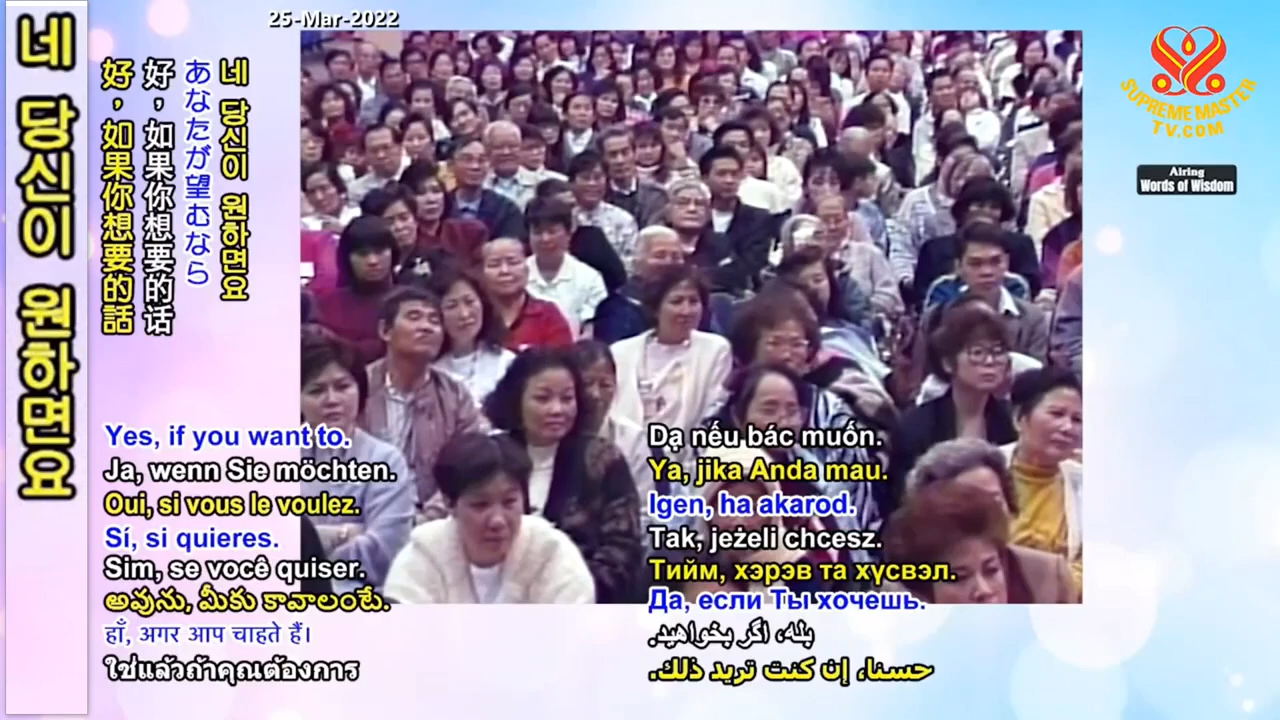 25-Mar-2022
네 당신이 원하면요
네 당신이 원하면요
あなたが望むなら
好，如果你想要的话
好，如果你想要的話
SUPREME MASTER
TV.COM
Airing
Words of Wisdom
Yes, if you want to.
Ja, wenn Sie möchten.
Oui, si vous le voulez.
Sí, si quieres.
Sim, se você quiser.
అవును, మీకు కావాలంటే.
हाँ, अगर आप चाहते हैं।
ใช่แล้วถ้าคุณต้องการ
Dạ nếu bác muốn.
Ya, jika Anda mau.
Igen, ha akarod.
Tak, jeżeli chcesz.
Тийм, хэрэв та хүсвэл.
Да, если Ты хочешь.
بله، اگر بخواهید.
حسنا، إن كنت تريد ذلك.